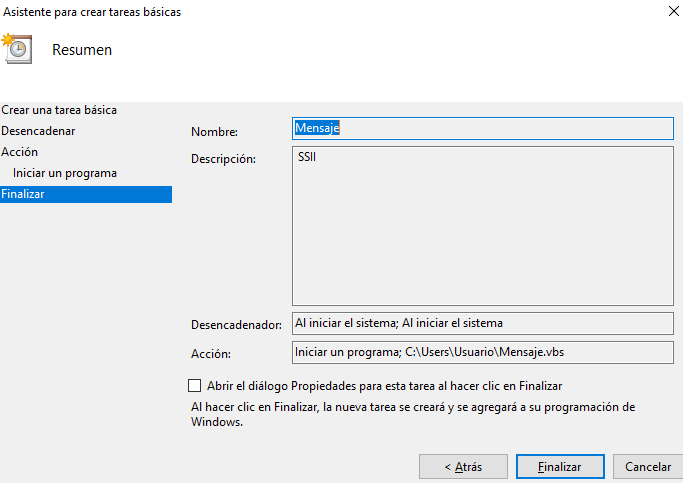 Asistente para crear tareas básicas
Resumen
Crear una tarea básica
Desencadenar
Acción
Iniciar un programa
Finalizar
Nombre: Mensaje
Descripción: SSII
Desencadenador: Al iniciar el sistema; Al iniciar el sistema
Acción: Iniciar un programa; C:\Users\Usuario\Mensaje.vbs
Abrir el diálogo Propiedades para esta tarea al hacer clic en Finalizar
Al hacer clic en Finalizar, la nueva tarea se creará y se agregará a su programación de
Windows.
< Atrás Finalizar Cancelar